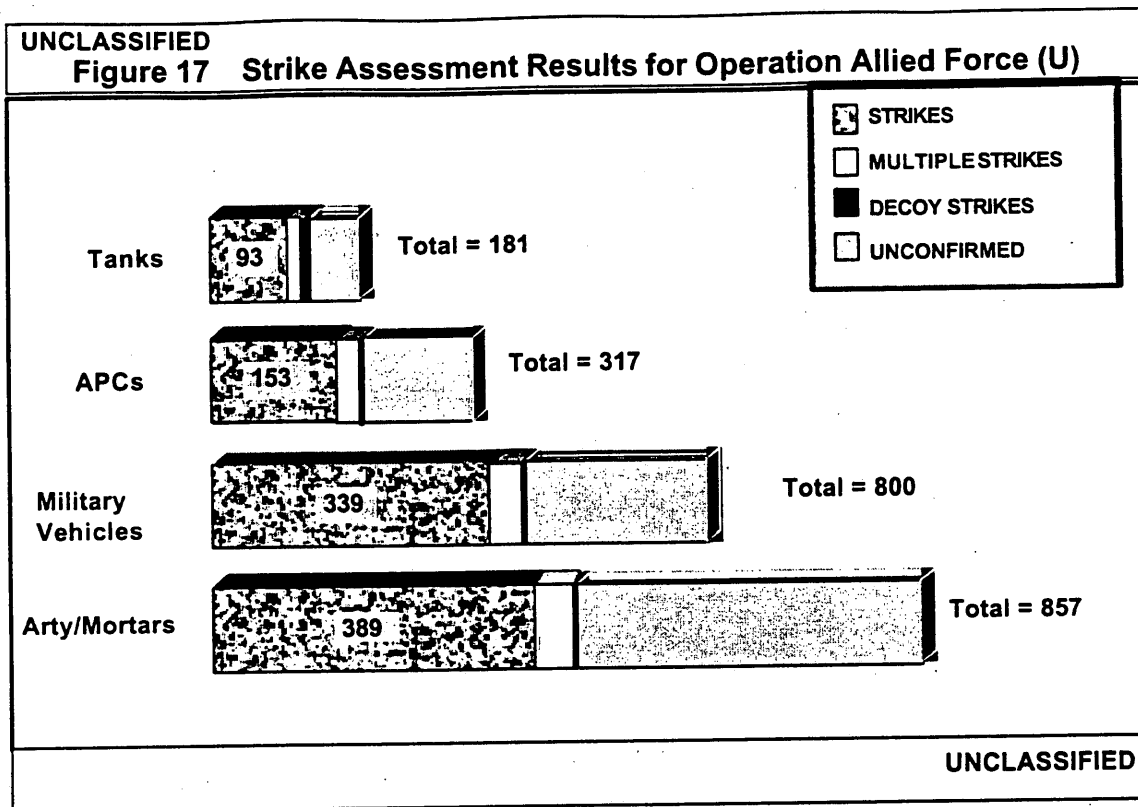 UNCLASSIFIED
Figure 17 Strike Assessment Results for Operation Allied Force (U)
STRIKES
MULTIPLE STRIKES
DECOY STRIKES
UNCONFIRMED
Tanks
93
Total = 181
APCs
153
Total = 317
Military
Vehicles
339
Total = 800
Arty/Mortars
389
Total = 857
UNCLASSIFIED